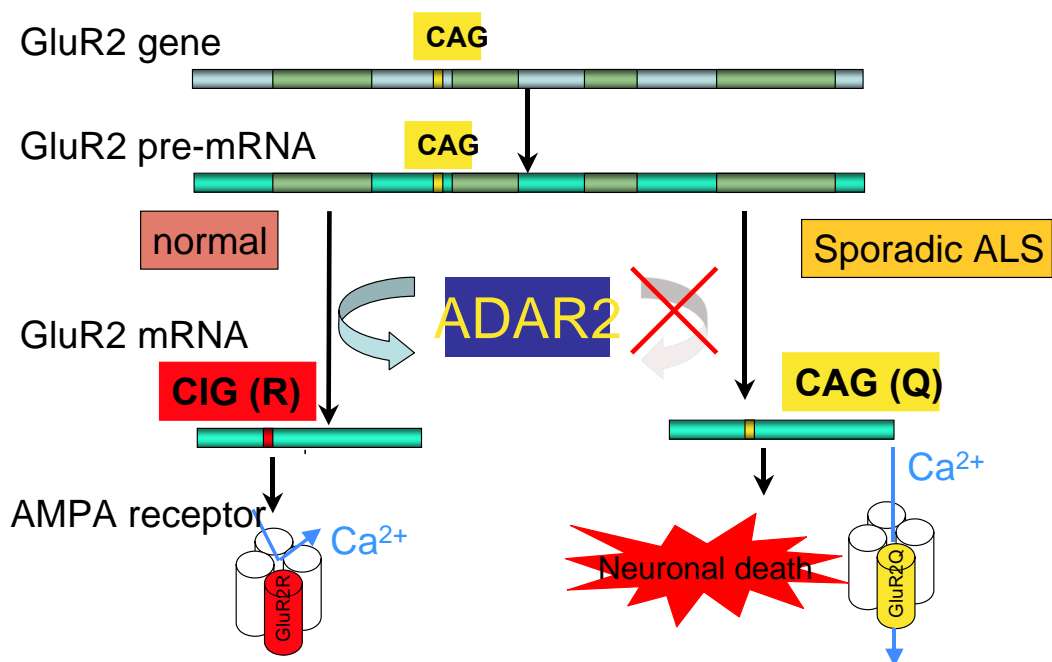 GluR2 gene
CAG
GluR2 pre-mRNA
CAG
normal
Sporadic ALS
ADAR2
GluR2 mRNA
CIG (R)
CAG (Q)
Ca²⁺
AMPA receptor
Ca²⁺
GluR2R
Neuronal death
GluR2Q